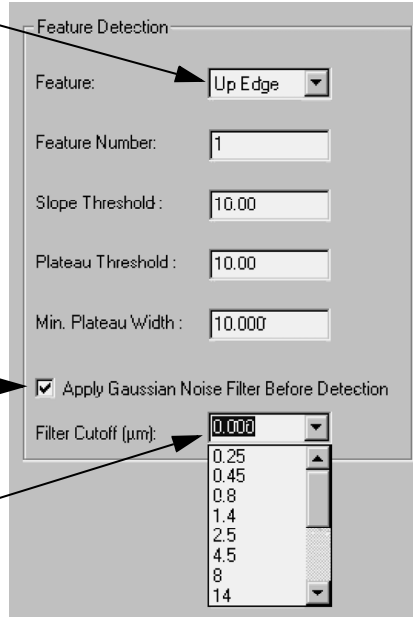 Feature Detection
Feature: Up Edge
Feature Number: 1
Slope Threshold : 10.00
Plateau Threshold : 10.00
Min. Plateau Width : 10.000
Apply Gaussian Noise Filter Before Detection
Filter Cutoff (µm): 0.000
0.25
0.45
0.8
1.4
2.5
4.5
8
14